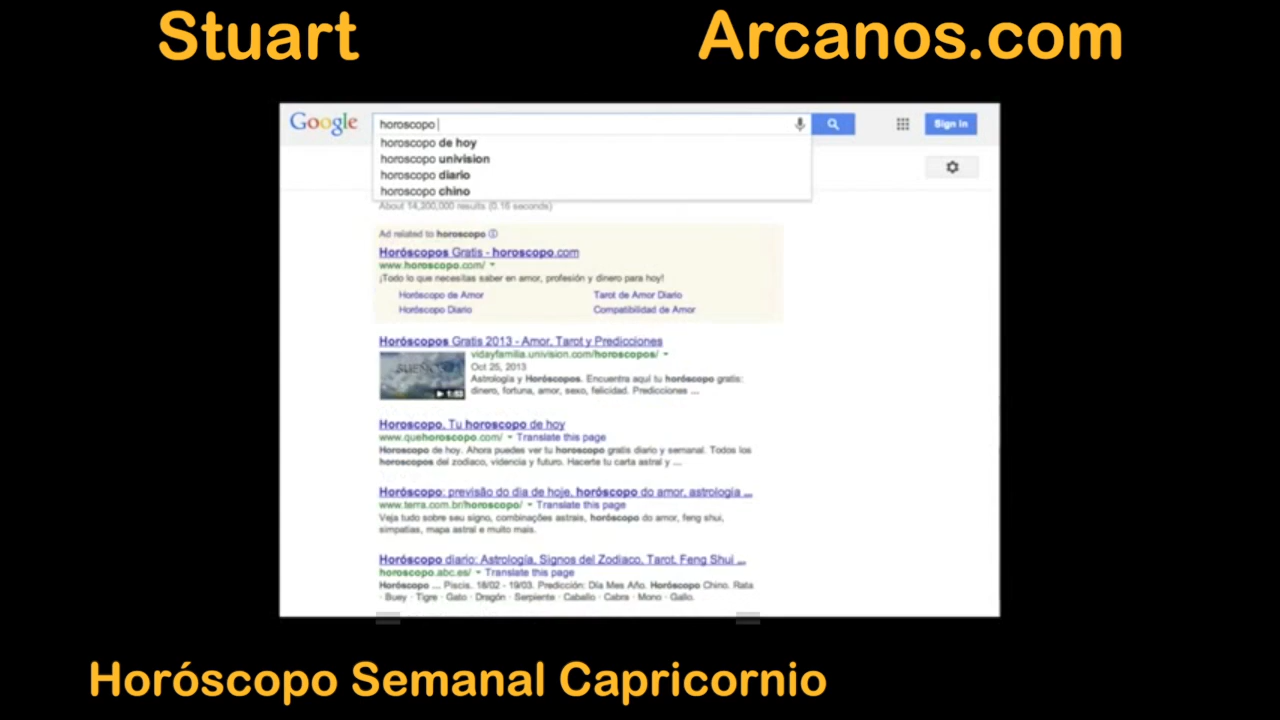 Stuart
Arcanos.com
Google
horoscopo
Sign in
horoscopo de hoy
horoscopo univision
horoscopo diario
horoscopo chino
About 14,200,000 results (0.16 seconds)
Ad related to horoscopo
Horóscopos Gratis - horoscopo.com
www.horoscopo.com/
¡Todo lo que necesitas saber en amor, profesión y dinero para hoy!
Horóscopo de Amor
Tarot de Amor Diario
Horóscopo Diario
Compatibilidad de Amor
Horóscopos Gratis 2013 - Amor, Tarot y Predicciones
vidayfamilia.univision.com/horoscopos/
Oct 25, 2013
SUEÑO
1:53
Astrología y Horóscopos. Encuentra aquí tu horóscopo gratis:
dinero, fortuna, amor, sexo, felicidad. Predicciones ...
Horoscopo. Tu horoscopo de hoy
www.quehoroscopo.com/ Translate this page
Horoscopo de hoy. Ahora puedes ver tu horoscopo gratis diario y semanal. Todos los
horoscopos del zodiaco, videncia y futuro. Hacerte tu carta astral y ...
Horóscopo: previsão do dia de hoje, horóscopo do amor, astrologia ...
www.terra.com.br/horoscopo/ Translate this page
Veja tudo sobre seu signo, combinações astrais, horóscopo do amor, feng shui,
simpatias, mapa astral e muito mais.
Horóscopo diario: Astrología, Signos del Zodiaco, Tarot, Feng Shui ...
horoscopo.abc.es/ Translate this page
Horóscopo ... Piscis. 18/02 - 19/03. Predicción: Día Mes Año. Horóscopo Chino. Rata
· Buey · Tigre · Gato · Dragón · Serpiente · Caballo · Cabra · Mono · Gallo.
Horóscopo Semanal Capricornio